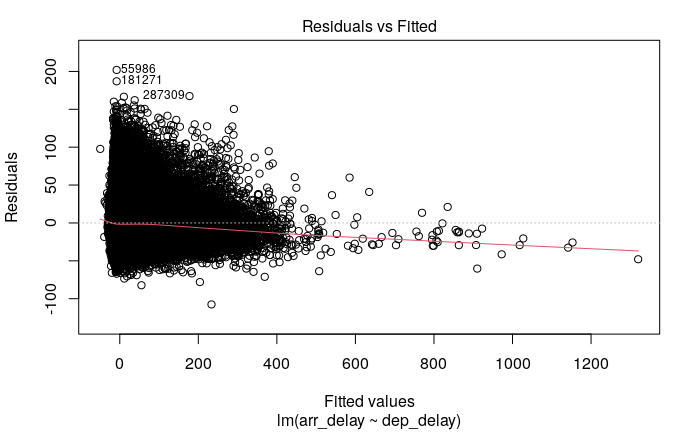 Residuals vs Fitted
55986
181271
287309
Residuals
200
100
50
0
-100
0 200 400 600 800 1000 1200
Fitted values
lm(arr_delay ~ dep_delay)